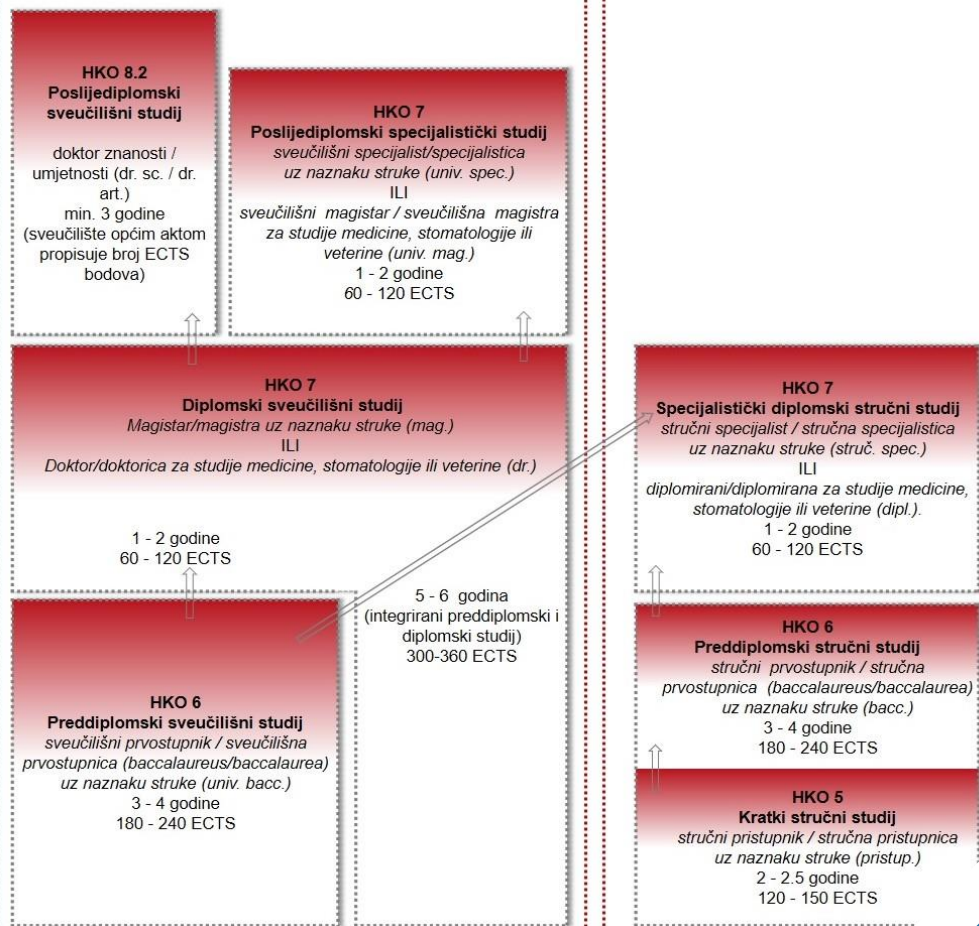 HKO 8.2
Poslijediplomski
sveučilišni studij
doktor znanosti /
umjetnosti (dr. sc. / dr.
art.)
min. 3 godine
(sveučilište općim aktom
propisuje broj ECTS
bodova)
HKO 7
Poslijediplomski specijalistički studij
sveučilišni specijalist/specijalistica
uz naznaku struke (univ. spec.)
ILI
sveučilišni magistar / sveučilišna magistra
za studije medicine, stomatologije ili
veterine (univ. mag.)
1 - 2 godine
60 - 120 ECTS
HKO 7
Diplomski sveučilišni studij
Magistar/magistra uz naznaku struke (mag.)
ILI
Doktor/doktorica za studije medicine, stomatologije ili veterine (dr.)
1 - 2 godine
60 - 120 ECTS
5 - 6 godina
(integrirani preddiplomski i
diplomski studij)
300-360 ECTS
HKO 6
Preddiplomski sveučilišni studij
sveučilišni prvostupnik / sveučilišna
prvostupnica (baccalaureus/baccalaurea)
uz naznaku struke (univ. bacc.)
3 - 4 godine
180 - 240 ECTS
HKO 7
Specijalistički diplomski stručni studij
stručni specijalist / stručna specijalistica
uz naznaku struke (struč. spec.)
ILI
diplomirani/diplomirana za studije medicine,
stomatologije ili veterine (dipl.).
1 - 2 godine
60 - 120 ECTS
HKO 6
Preddiplomski stručni studij
stručni prvostupnik / stručna
prvostupnica (baccalaureus/baccalaurea)
uz naznaku struke (bacc.)
3 - 4 godine
180 - 240 ECTS
HKO 5
Kratki stručni studij
stručni pristupnik / stručna pristupnica
uz naznaku struke (pristup.)
2 - 2.5 godine
120 - 150 ECTS